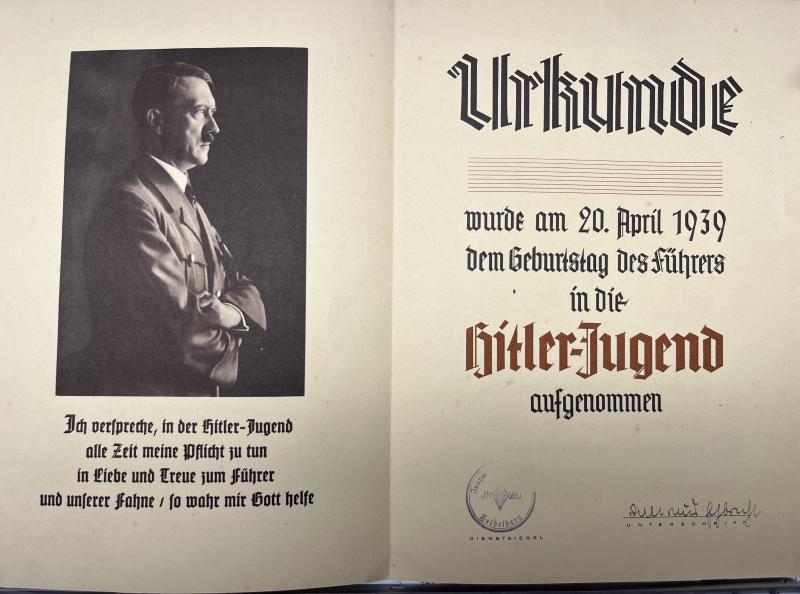 Ich verspreche, in der Hitler-Jugend
alle Zeit meine Pflicht zu tun
in Liebe und Treue zum Führer
und unserer Fahne / so wahr mir Gott helfe
Urkunde
wurde am 20. April 1939
dem Geburtstag des Führers
in die
Hitler-Jugend
aufgenommen
Heidelberg
DIENSTSIEGEL
UNTERSCHRIFT